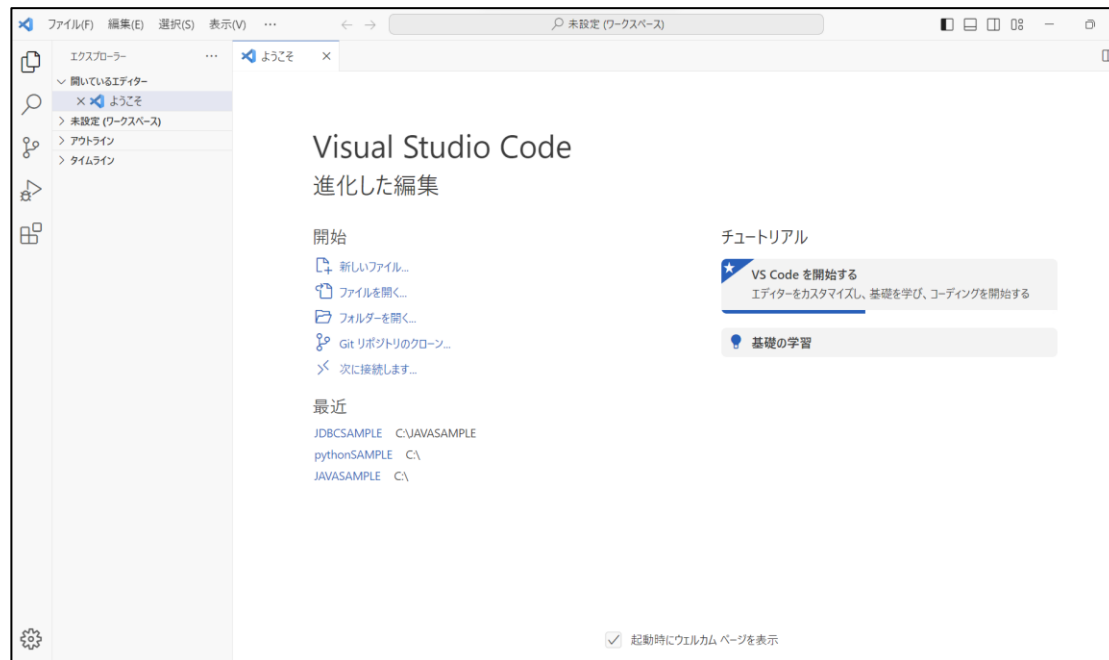 ファイル(F) 編集(E) 選択(S) 表示(V) … 未設定 (ワークスペース)
エクスプローラー …
ようこそ
開いているエディター
ようこそ
未設定 (ワークスペース)
アウトライン
タイムライン
Visual Studio Code
進化した編集
開始
新しいファイル...
ファイルを開く...
フォルダーを開く...
Git リポジトリのクローン...
次に接続します...
最近
JDBCSAMPLE C:\JAVASAMPLE
pythonSAMPLE C:\
JAVASAMPLE C:\
チュートリアル
VS Code を開始する
エディターをカスタマイズし、基礎を学び、コーディングを開始する
基礎の学習
起動時にウェルカム ページを表示